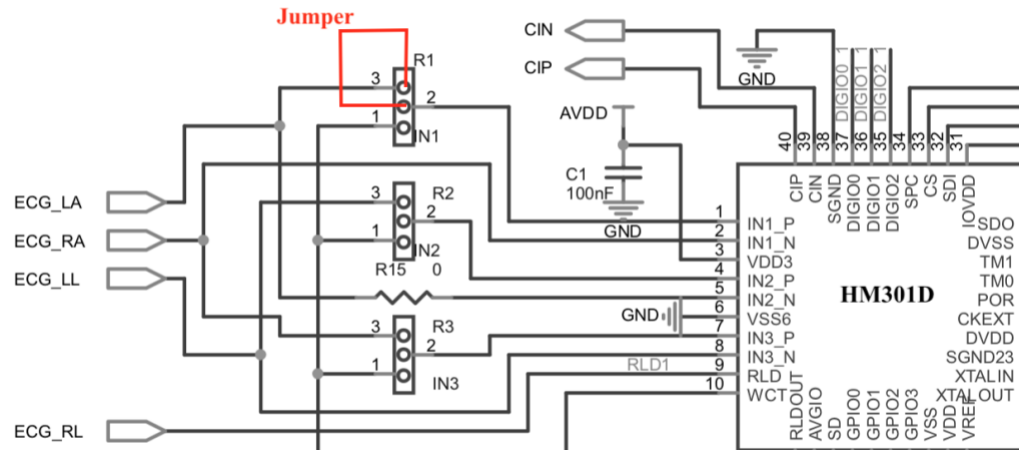 Jumper
R1
3
2
1
IN1
CIN
CIP
GND
DIGIO0_1
DIGIO1_1
DIGIO2_1
AVDD
C1
100nF
GND
ECG_LA
ECG_RA
ECG_LL
ECG_RL
R2
3
2
1
IN2
R15 0
R3
3
2
1
IN3
GND
RLD1
40 39 38 37 36 35 34 33 32 31
CIP
CIN
SGND
DIGIO0
DIGIO1
DIGIO2
SPC
CS
SDI
IOVDD
1 IN1_P
2 IN1_N
3 VDD3
4 IN2_P
5 IN2_N
6 VSS6
7 IN3_P
8 IN3_N
9 RLD
10 WCT
HM301D
SDO
DVSS
TM1
TM0
POR
CKEXT
DVDD
SGND23
XTALIN
XTALOUT
RLDOUT
AVGIO
SD
GPIO0
GPIO1
GPIO2
GPIO3
VSS
VDD
VREF